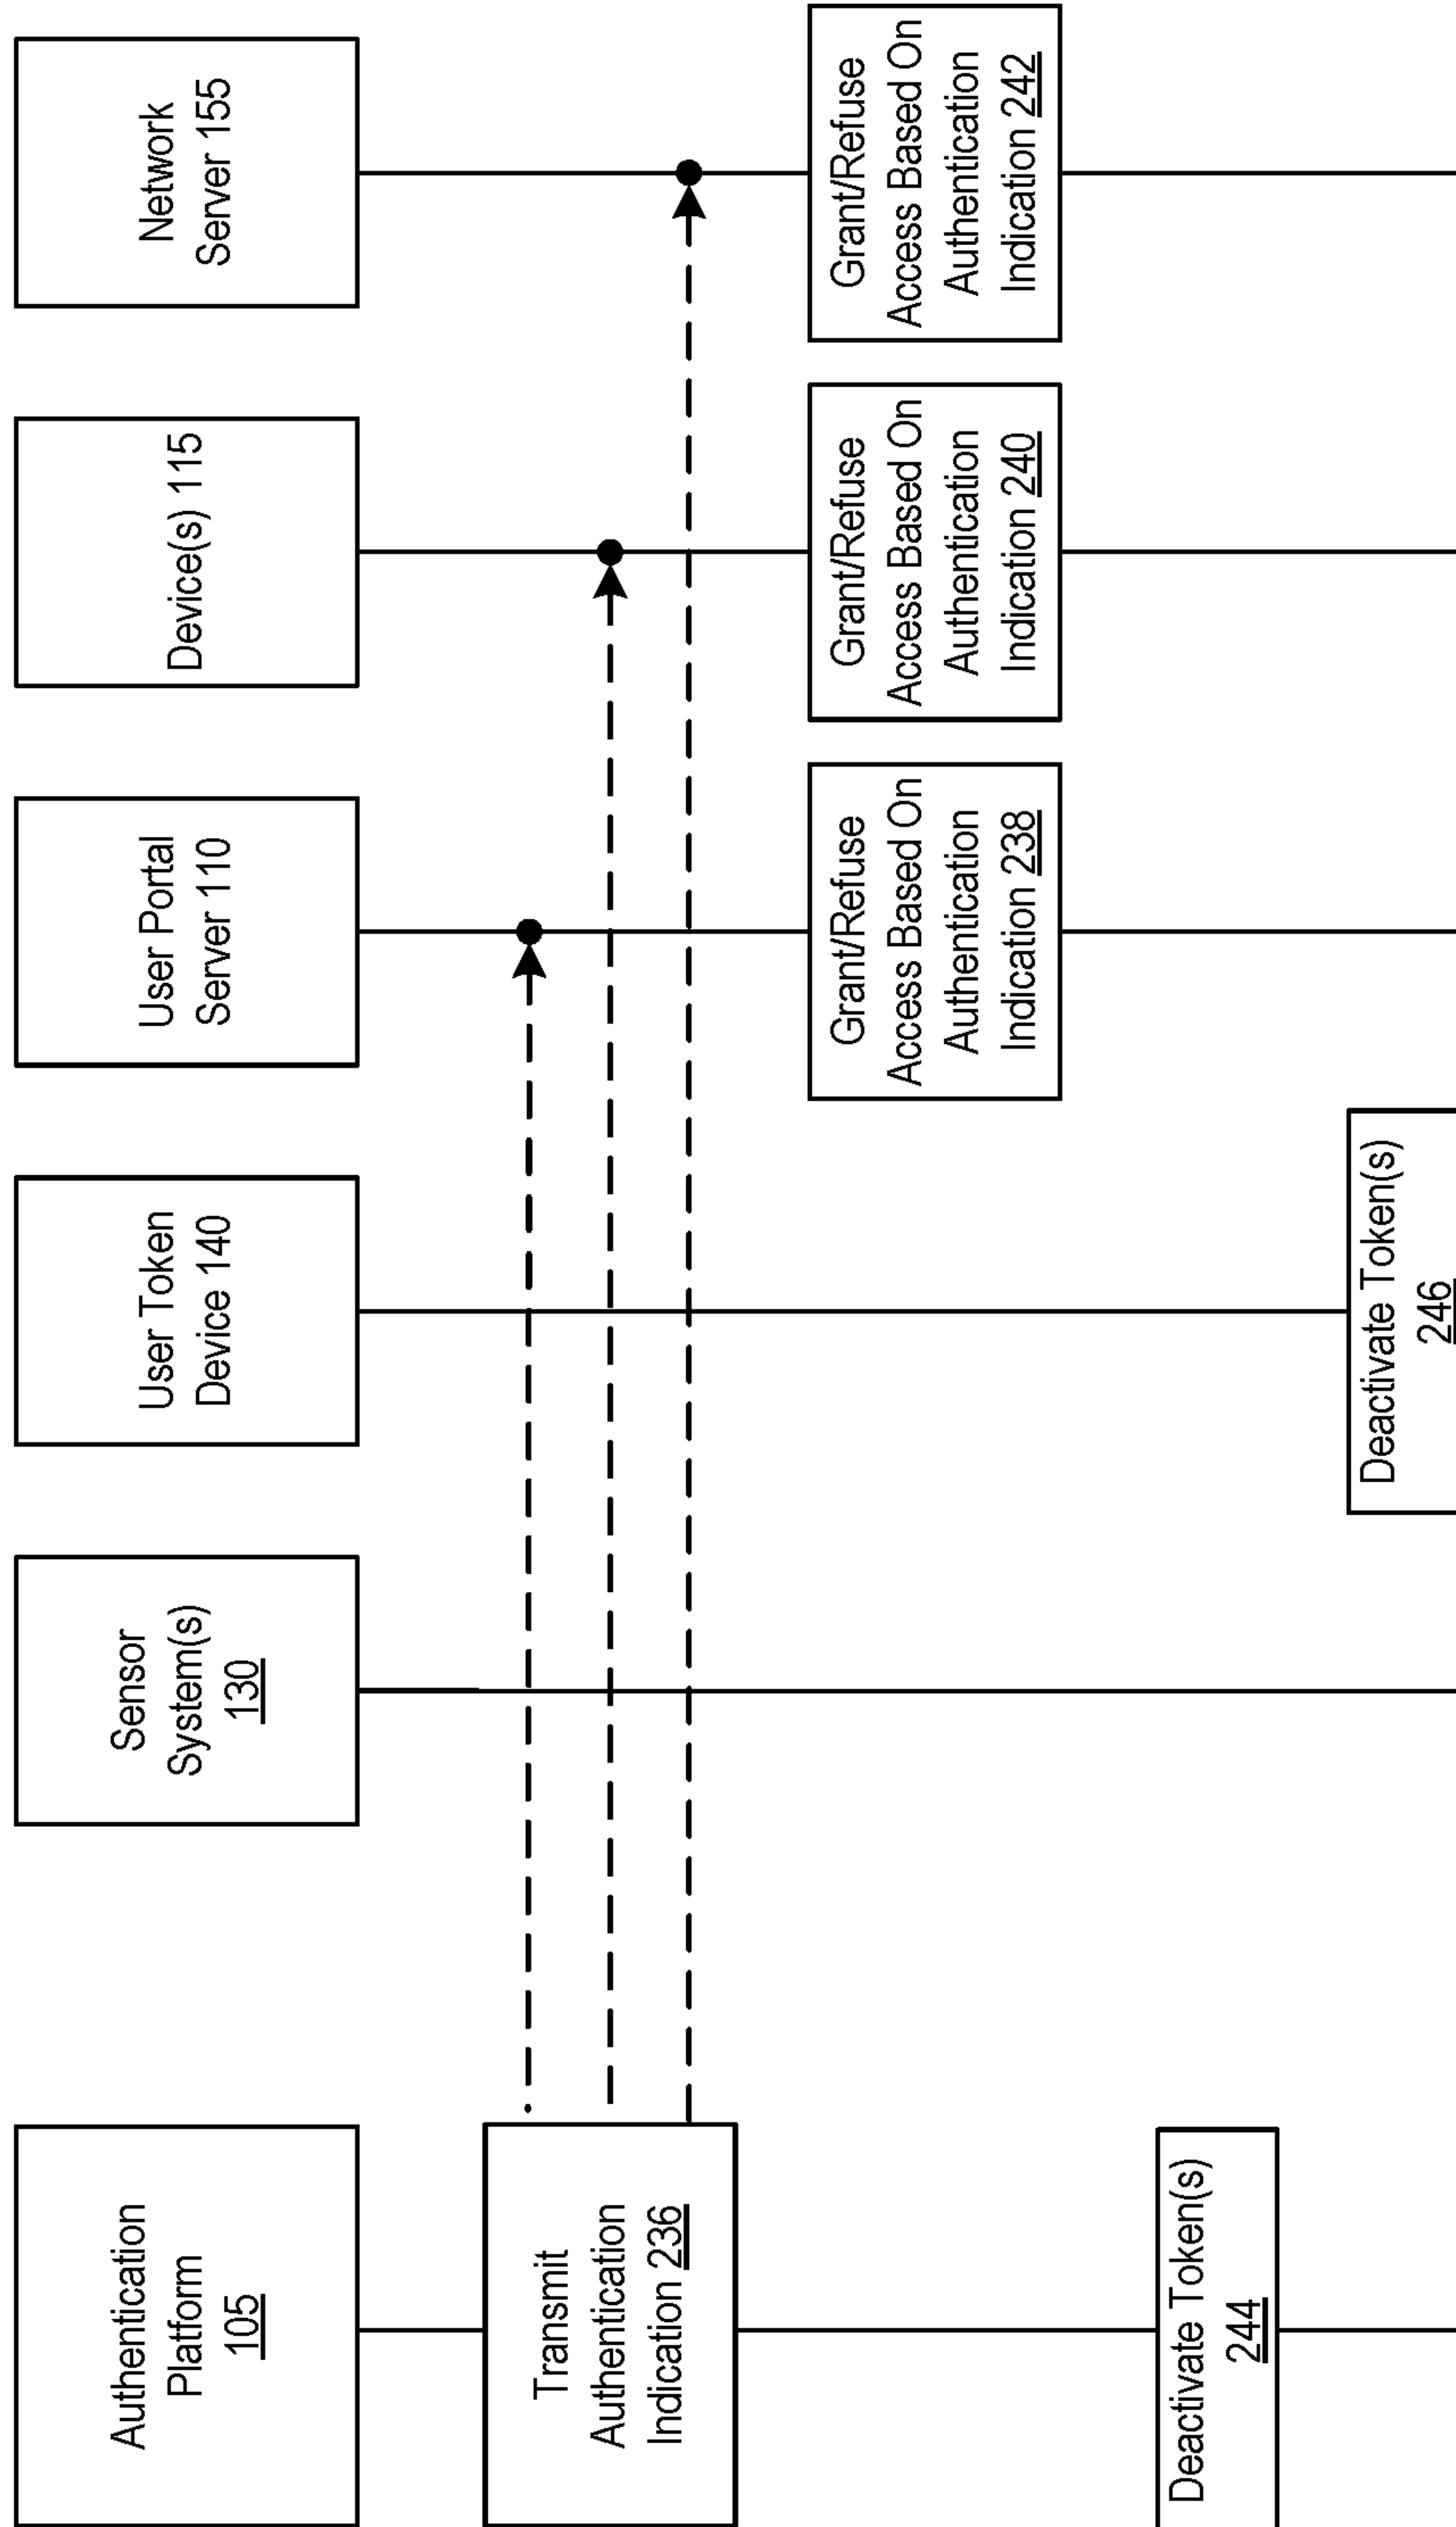 Authentication
Platform
105
Sensor
System(s)
130
User Token
Device 140
User Portal
Server 110
Device(s) 115
Network
Server 155
Transmit
Authentication
Indication 236
Grant/Refuse
Access Based On
Authentication
Indication 238
Grant/Refuse
Access Based On
Authentication
Indication 240
Grant/Refuse
Access Based On
Authentication
Indication 242
Deactivate Token(s)
244
Deactivate Token(s)
246